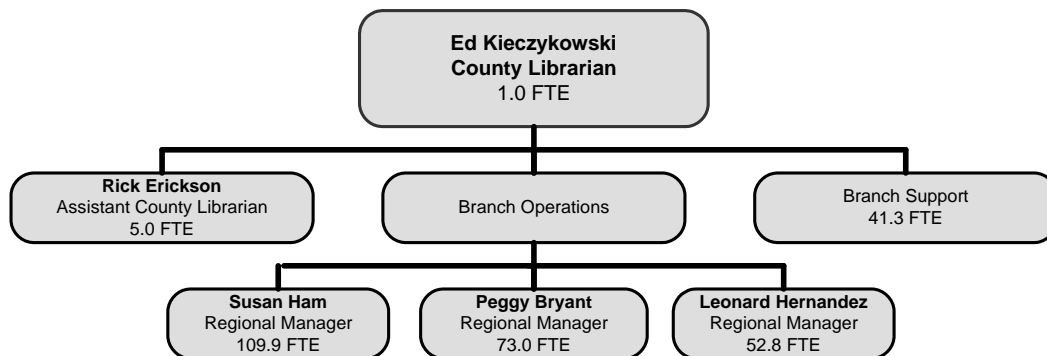 Ed Kieczykowski
County Librarian
1.0 FTE
Rick Erickson
Assistant County Librarian
5.0 FTE
Branch Operations
Branch Support
41.3 FTE
Susan Ham
Regional Manager
109.9 FTE
Peggy Bryant
Regional Manager
73.0 FTE
Leonard Hernandez
Regional Manager
52.8 FTE